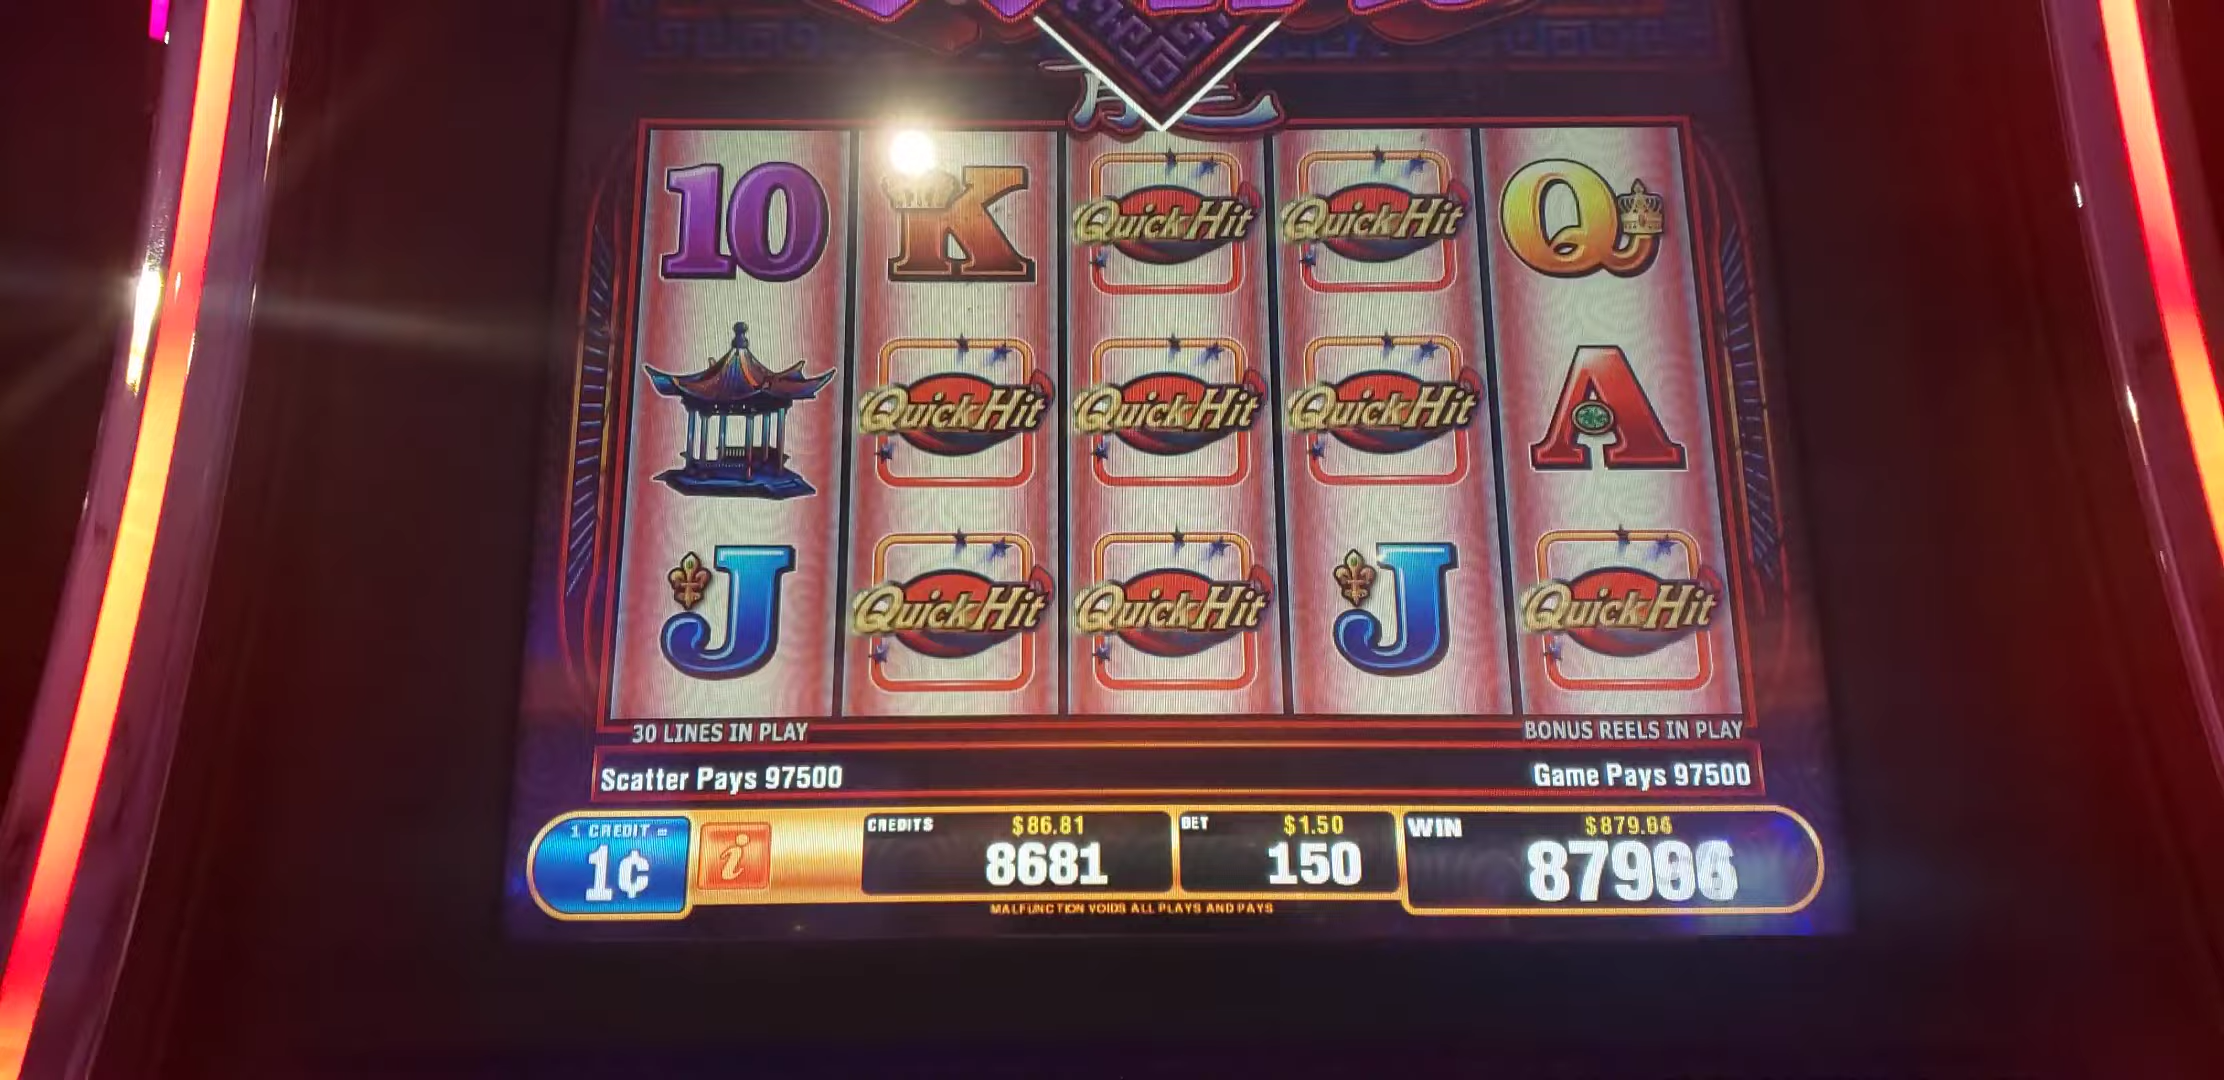 10 K Quick Hit Quick Hit Q
Quick Hit Quick Hit Quick Hit A
J Quick Hit Quick Hit J Quick Hit
30 LINES IN PLAY BONUS REELS IN PLAY
Scatter Pays 97500 Game Pays 97500
1 CREDIT = CREDITS $86.81 BET $1.50 WIN
1¢ i 8681 150
MALFUNCTION VOIDS ALL PLAYS AND PAYS